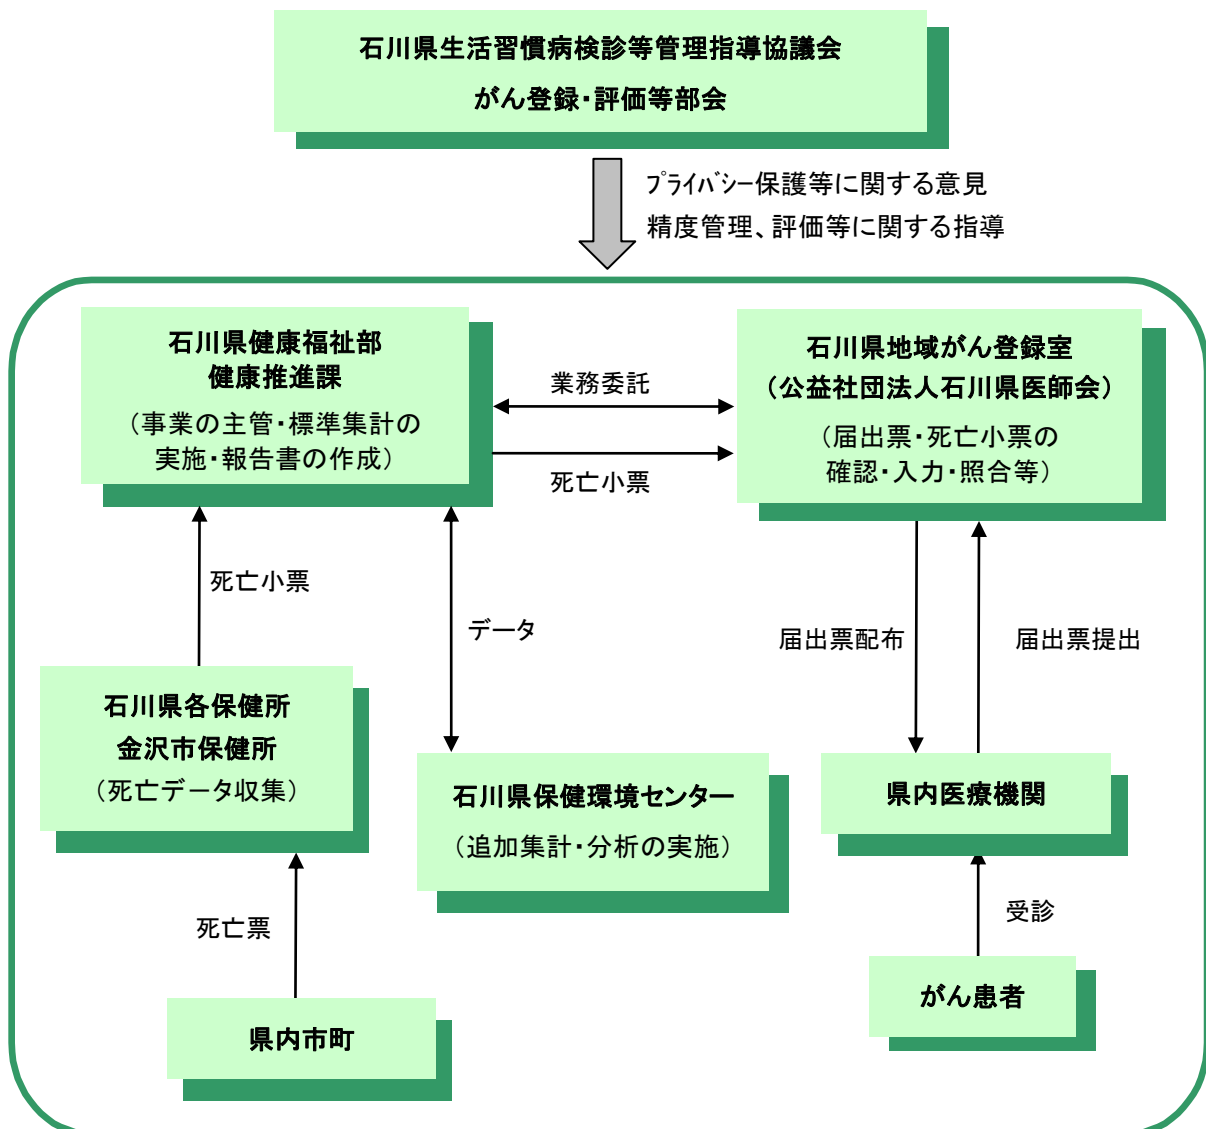 石川県生活習慣病検診等管理指導協議会
がん登録・評価等部会
プライバシー保護等に関する意見
精度管理、評価等に関する指導
石川県健康福祉部
健康推進課
（事業の主管・標準集計の
実施・報告書の作成）
業務委託
死亡小票
石川県地域がん登録室
（公益社団法人石川県医師会）
（届出票・死亡小票の
確認・入力・照合等）
死亡小票
データ
届出票配布
届出票提出
石川県各保健所
金沢市保健所
（死亡データ収集）
石川県保健環境センター
（追加集計・分析の実施）
県内医療機関
死亡票
受診
県内市町
がん患者